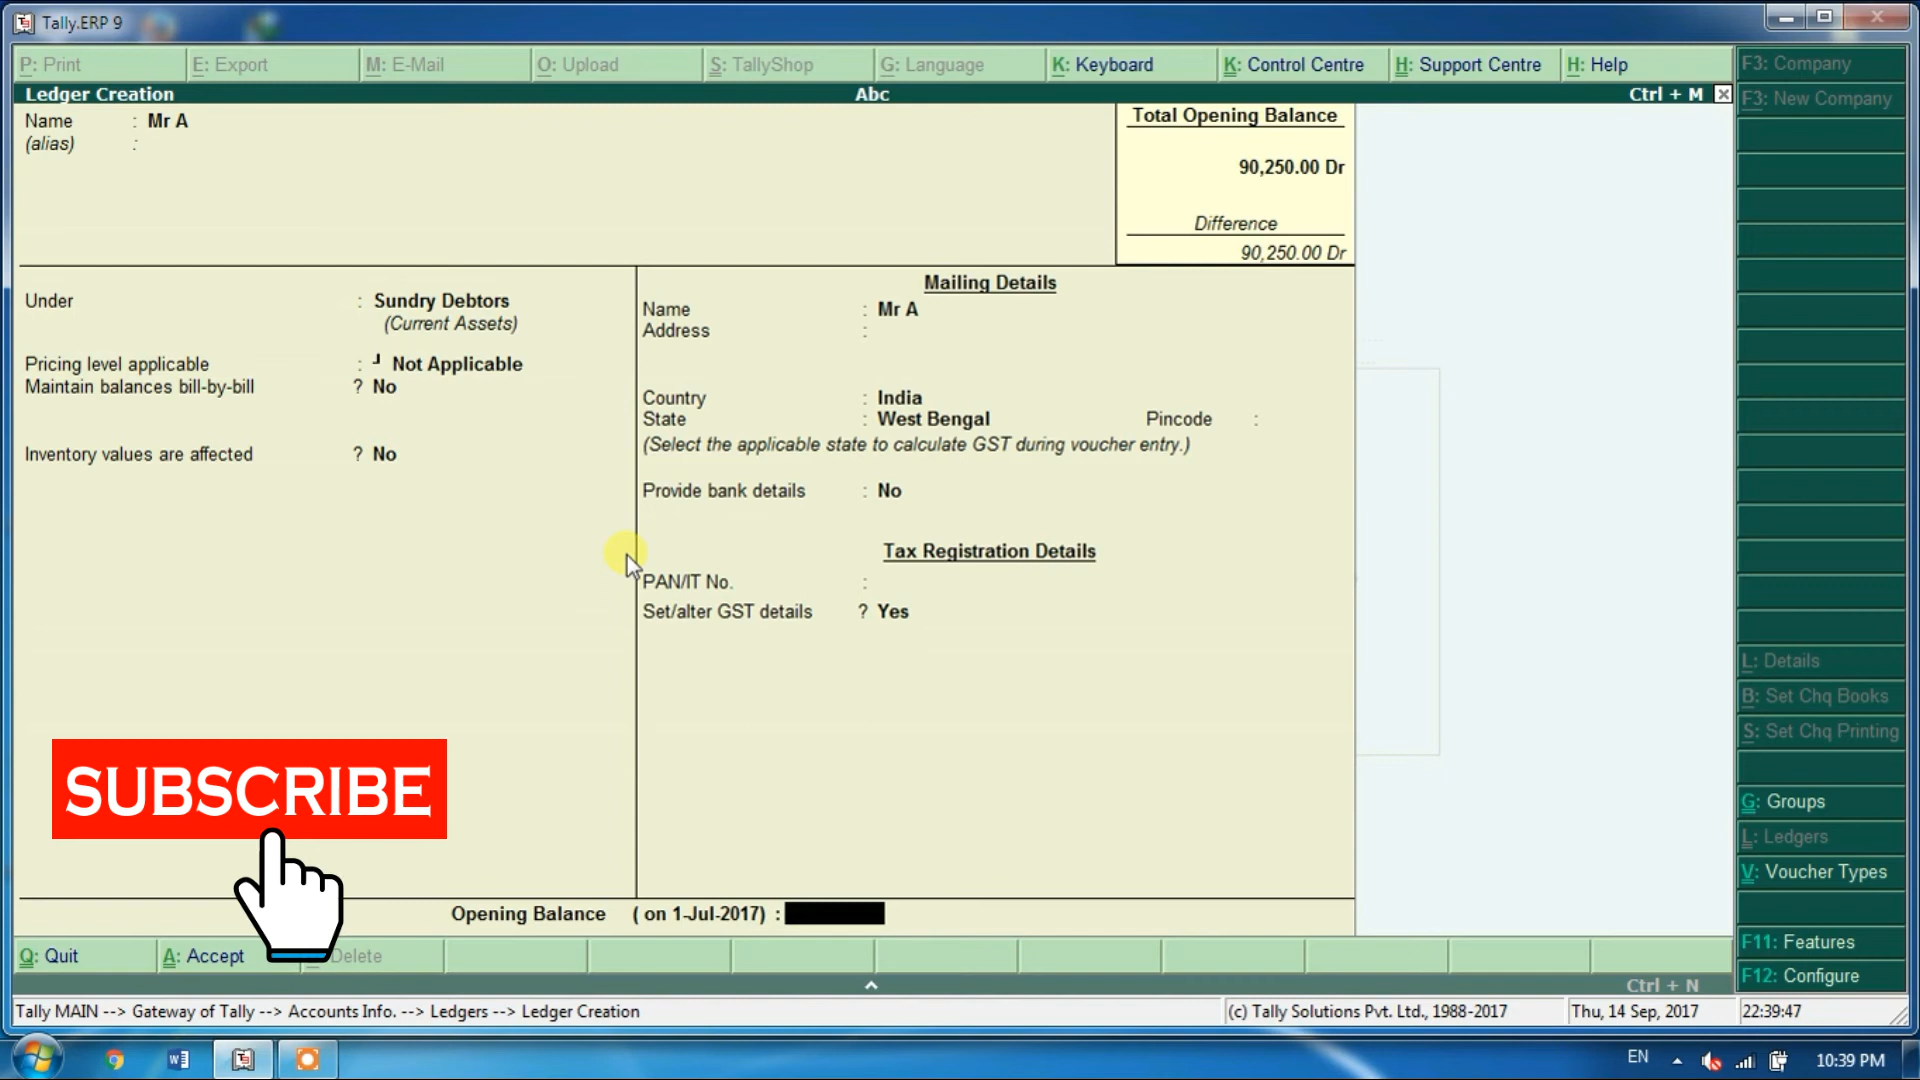 Tally.ERP 9
P: Print E: Export M: E-Mail O: Upload S: TallyShop G: Language K: Keyboard K: Control Centre H: Support Centre H: Help
F3: Company
Ledger Creation Abc Ctrl + M
F3: New Company
Name : Mr A
(alias) :
Total Opening Balance
90,250.00 Dr
Difference
90,250.00 Dr
Under : Sundry Debtors
(Current Assets)
Pricing level applicable : Not Applicable
Maintain balances bill-by-bill ? No
Inventory values are affected ? No
Mailing Details
Name : Mr A
Address :
Country : India
State : West Bengal Pincode :
(Select the applicable state to calculate GST during voucher entry.)
Provide bank details : No
Tax Registration Details
PAN/IT No. :
Set/alter GST details ? Yes
L: Details
B: Set Chq Books
S: Set Chq Printing
G: Groups
L: Ledgers
V: Voucher Types
F11: Features
F12: Configure
SUBSCRIBE
Opening Balance ( on 1-Jul-2017) :
Q: Quit A: Accept Delete
Ctrl + N
Tally MAIN --> Gateway of Tally --> Accounts Info. --> Ledgers --> Ledger Creation (c) Tally Solutions Pvt. Ltd., 1988-2017 Thu, 14 Sep, 2017 22:39:47
EN 10:39 PM